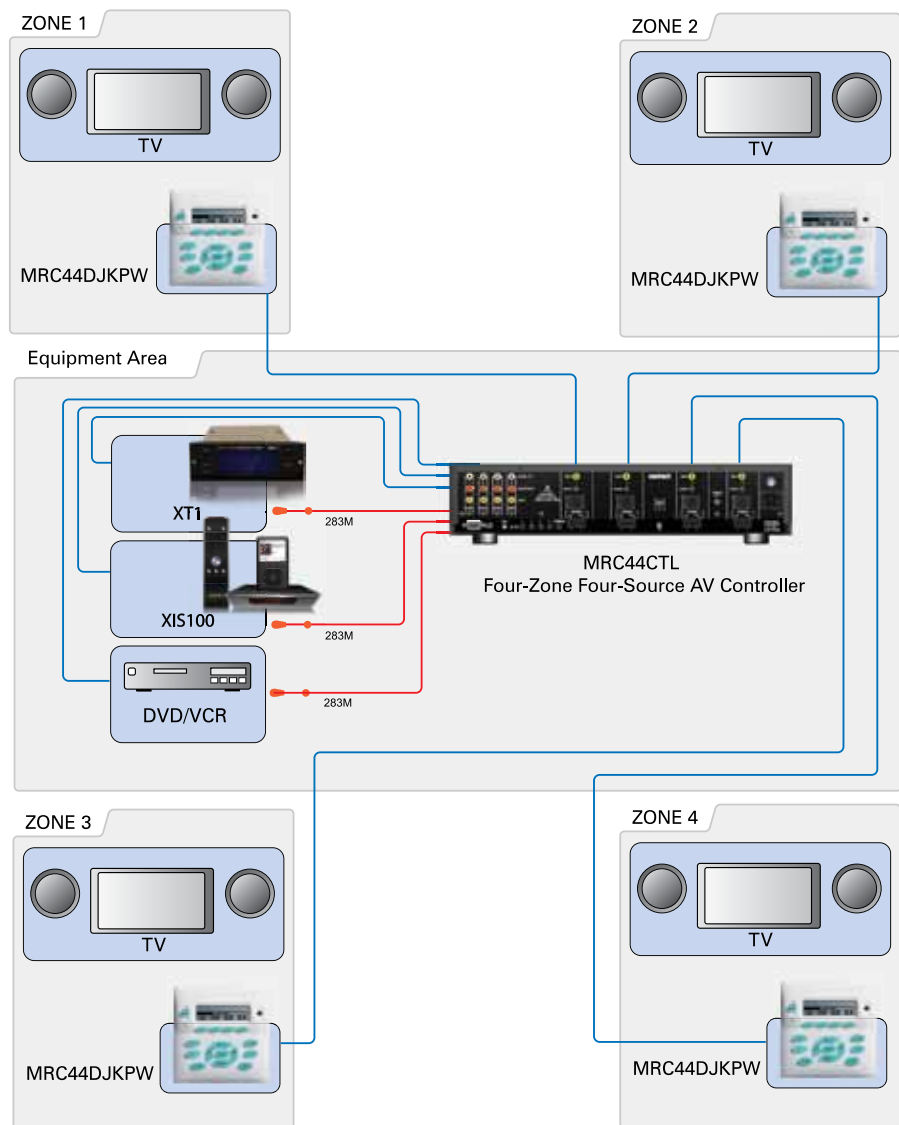 ZONE 1
TV
MRC44DJKPW
ZONE 2
TV
MRC44DJKPW
Equipment Area
XT1
283M
XIS100
283M
DVD/VCR
283M
MRC44CTL
Four-Zone Four-Source AV Controller
ZONE 3
TV
MRC44DJKPW
ZONE 4
TV
MRC44DJKPW